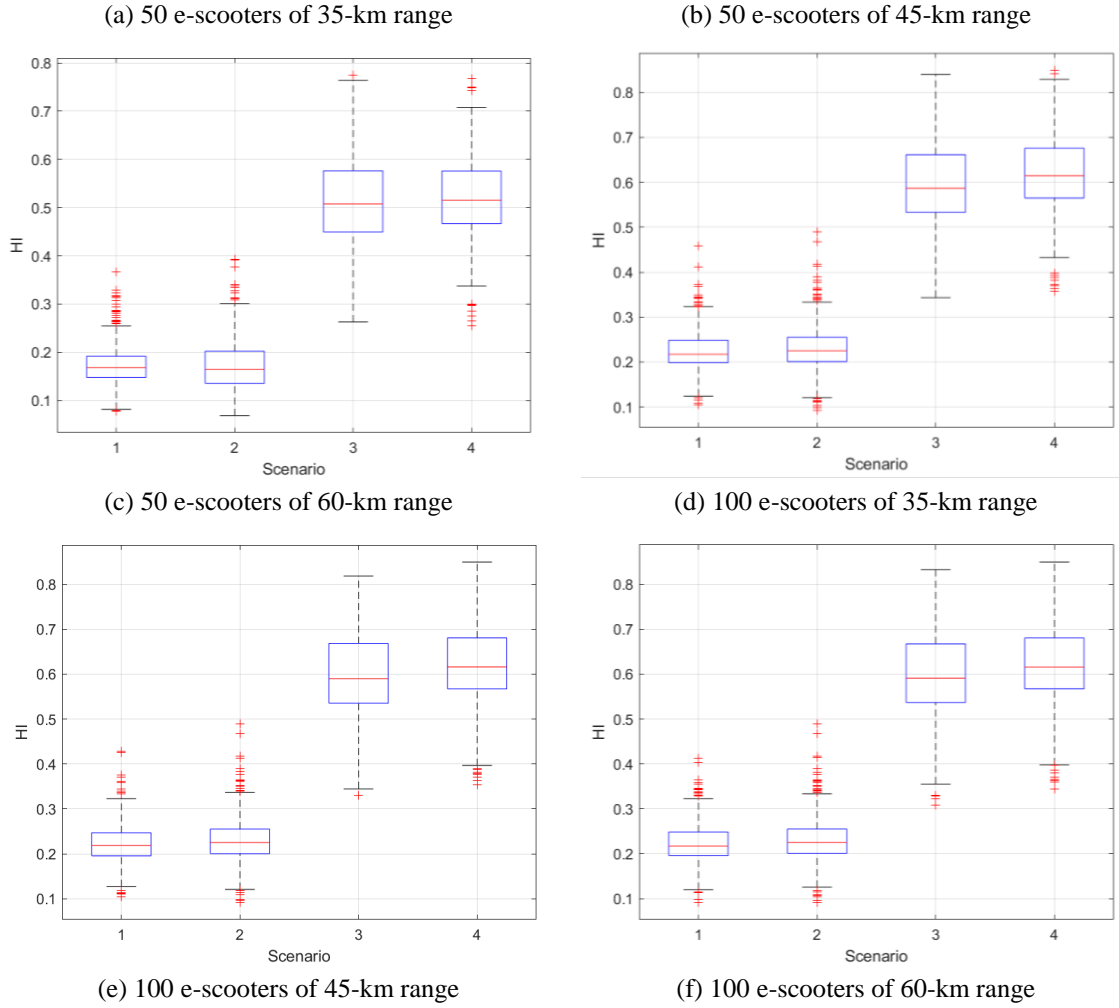 (a) 50 e-scooters of 35-km range
(b) 50 e-scooters of 45-km range
0.8
0.7
0.6
0.5
0.4
0.3
0.2
0.1
HI
1 2 3 4
Scenario
0.8
0.7
0.6
0.5
0.4
0.3
0.2
0.1
HI
1 2 3 4
Scenario
(c) 50 e-scooters of 60-km range
(d) 100 e-scooters of 35-km range
0.8
0.7
0.6
0.5
0.4
0.3
0.2
0.1
HI
1 2 3 4
Scenario
0.8
0.7
0.6
0.5
0.4
0.3
0.2
0.1
HI
1 2 3 4
Scenario
(e) 100 e-scooters of 45-km range
(f) 100 e-scooters of 60-km range